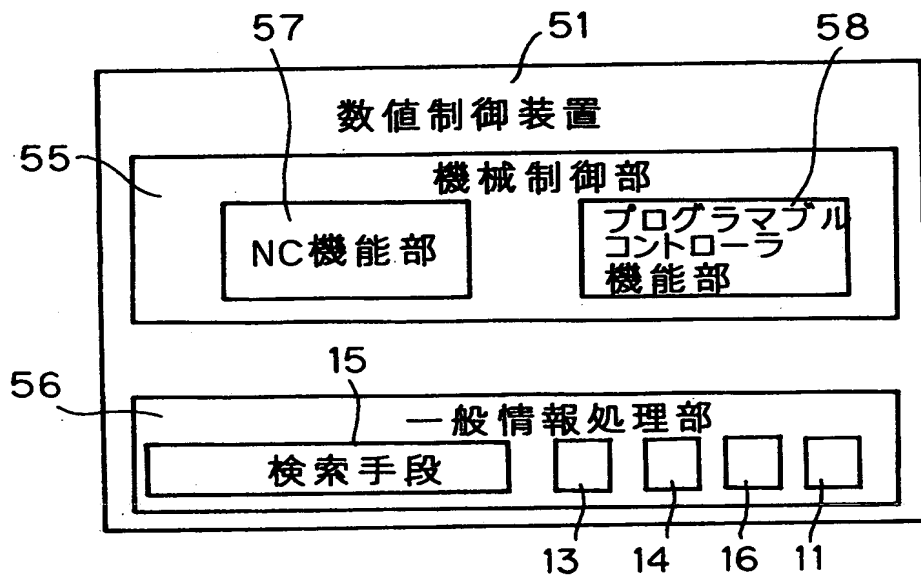 57
51
58
数値制御装置
55
機械制御部
NC機能部
プログラマブル
コントローラ
機能部
56
15
一般情報処理部
検索手段
13
14
16
11